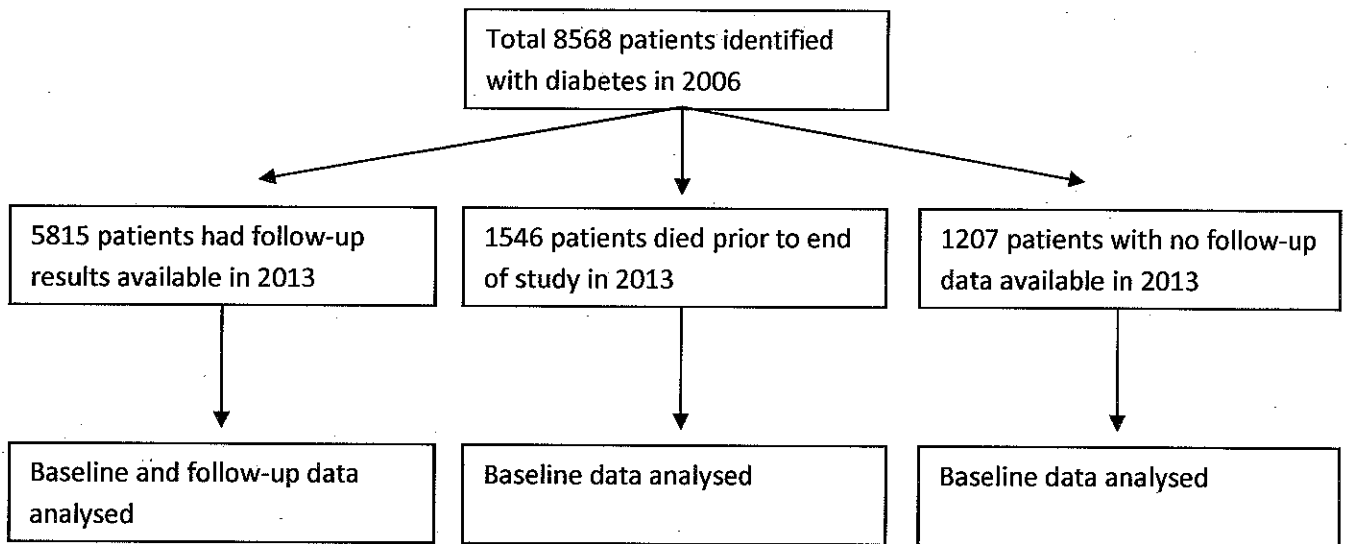 Total 8568 patients identified
with diabetes in 2006
5815 patients had follow-up
results available in 2013
1546 patients died prior to end
of study in 2013
1207 patients with no follow-up
data available in 2013
Baseline and follow-up data
analysed
Baseline data analysed
Baseline data analysed